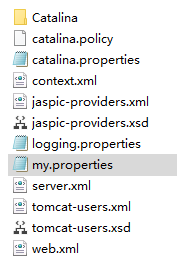 Catalina
catalina.policy
catalina.properties
context.xml
jaspic-providers.xml
jaspic-providers.xsd
logging.properties
my.properties
server.xml
tomcat-users.xml
tomcat-users.xsd
web.xml